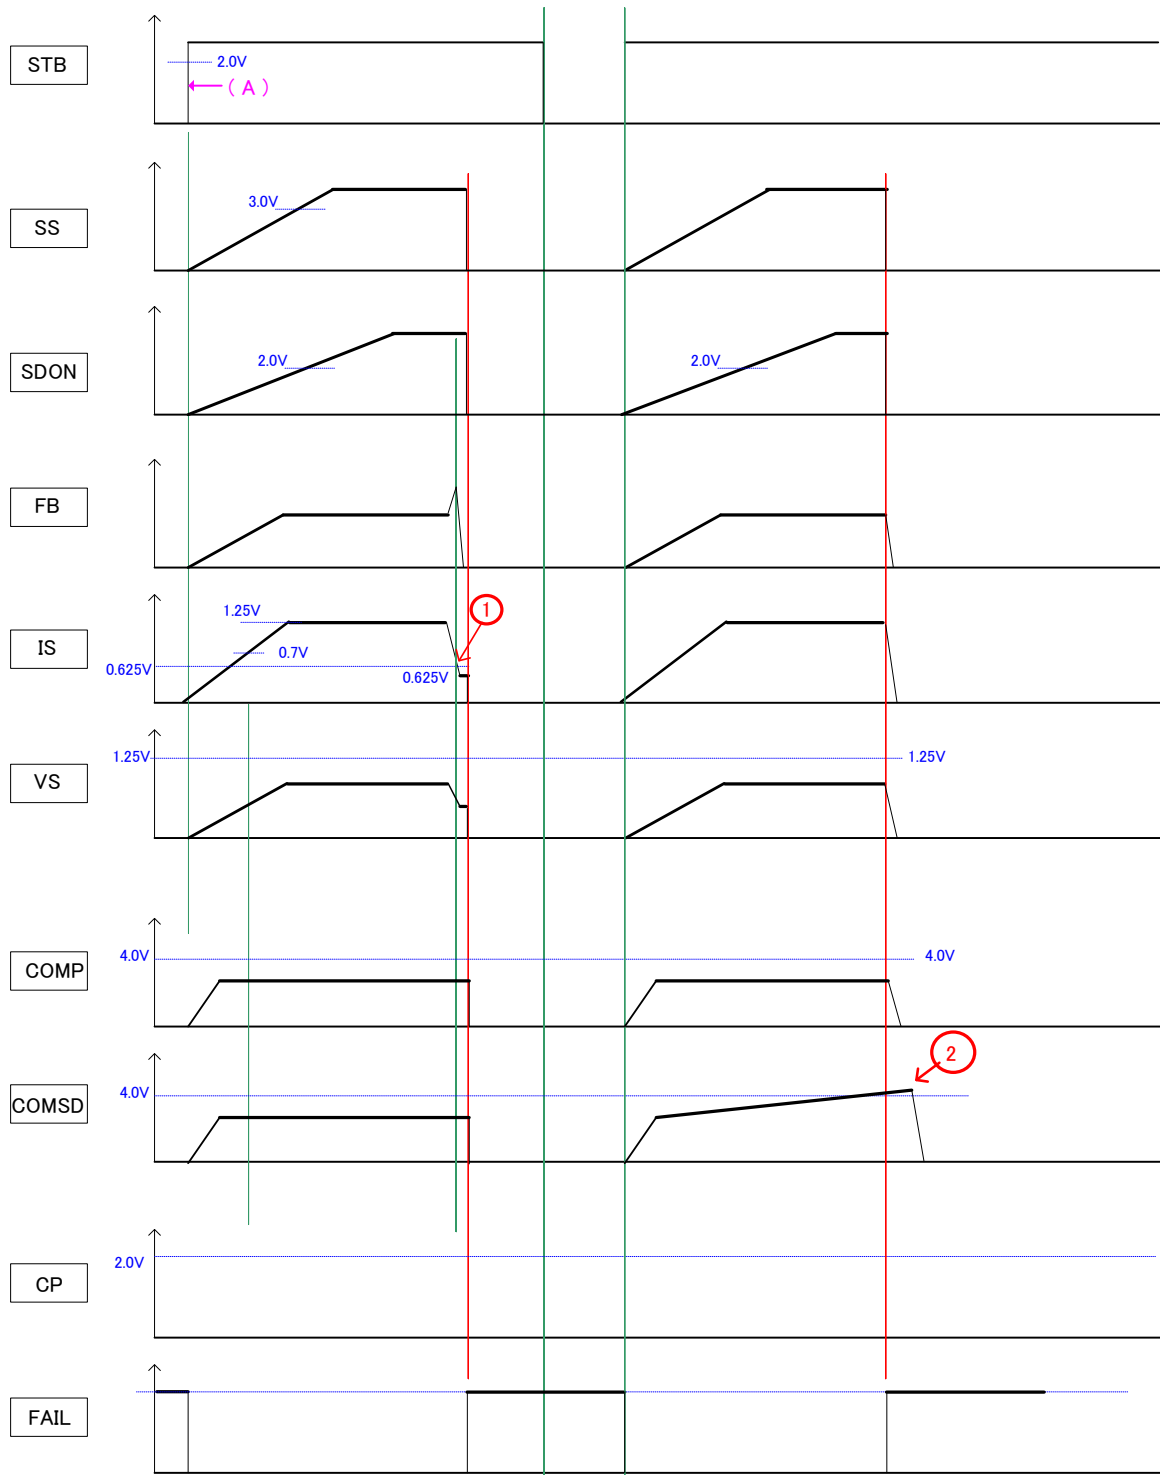 STB
2.0V
( A )
SS
3.0V
SDON
2.0V
2.0V
FB
IS
1.25V
1
0.7V
0.625V
0.625V
VS
1.25V
1.25V
COMP
4.0V
4.0V
COMSD
4.0V
2
CP
2.0V
FAIL